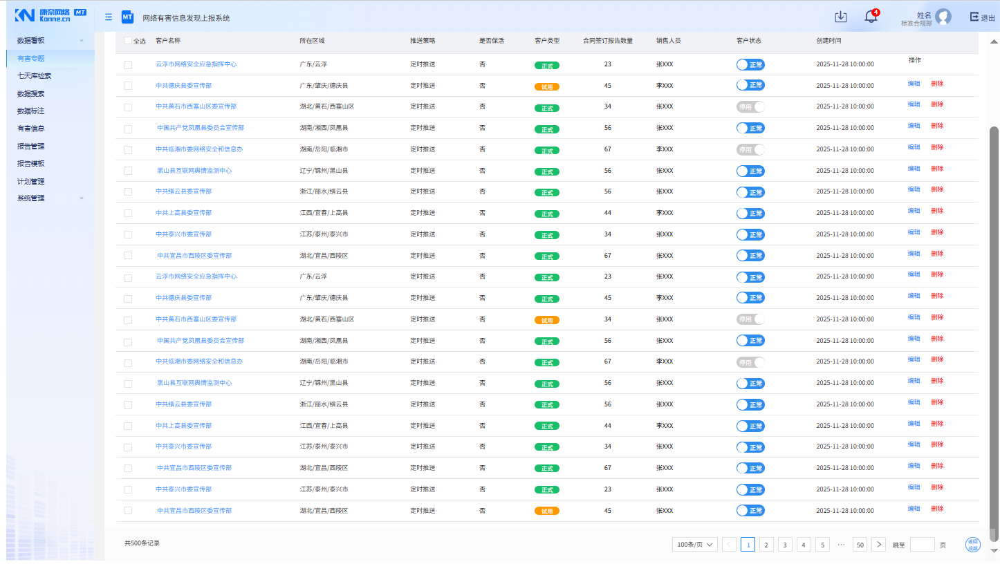 康奈网络 MT
Konne.cn
MT 网络有害信息发现上报系统
4
姓名
标准合规部
退出
数据看板
有害专题
七天库检索
数据搜索
数据标注
有害信息
报告管理
报告模板
计划管理
系统管理
全选 客户名称 所在区域 推送策略 是否保活 客户类型 合同签订报告数量 销售人员 客户状态 创建时间
操作
云浮市网络安全应急指挥中心 广东/云浮 定时推送 否 正式 23 张XXX 正常 2025-11-28 10:00:00
中共德庆县委宣传部 广东/肇庆/德庆县 定时推送 否 试用 45 李XXX 正常 2025-11-28 10:00:00 编辑 删除
中共黄石市西塞山区委宣传部 湖北/黄石/西塞山区 定时推送 否 正式 34 张XXX 停用 2025-11-28 10:00:00 编辑 删除
中国共产党凤凰县委员会宣传部 湖南/湘西/凤凰县 定时推送 否 正式 56 张XXX 正常 2025-11-28 10:00:00 编辑 删除
中共临湘市委网络安全和信息办 湖南/岳阳/临湘市 定时推送 否 正式 67 李XXX 停用 2025-11-28 10:00:00 编辑 删除
黑山县互联网舆情监测中心 辽宁/锦州/黑山县 定时推送 否 正式 56 张XXX 正常 2025-11-28 10:00:00 编辑 删除
中共缙云县委宣传部 浙江/丽水/缙云县 定时推送 否 正式 56 张XXX 正常 2025-11-28 10:00:00 编辑 删除
中共上高县委宣传部 江西/宜春/上高县 定时推送 否 正式 44 李XXX 正常 2025-11-28 10:00:00 编辑 删除
中共泰兴市委宣传部 江苏/泰州/泰兴市 定时推送 否 正式 34 张XXX 正常 2025-11-28 10:00:00 编辑 删除
中共宜昌市西陵区委宣传部 湖北/宜昌/西陵区 定时推送 否 正式 67 张XXX 正常 2025-11-28 10:00:00 编辑 删除
云浮市网络安全应急指挥中心 广东/云浮 定时推送 否 正式 23 张XXX 正常 2025-11-28 10:00:00 编辑 删除
中共德庆县委宣传部 广东/肇庆/德庆县 定时推送 否 正式 45 李XXX 正常 2025-11-28 10:00:00 编辑 删除
中共黄石市西塞山区委宣传部 湖北/黄石/西塞山区 定时推送 否 试用 34 张XXX 停用 2025-11-28 10:00:00 编辑 删除
中国共产党凤凰县委员会宣传部 湖南/湘西/凤凰县 定时推送 否 正式 56 张XXX 正常 2025-11-28 10:00:00 编辑 删除
中共临湘市委网络安全和信息办 湖南/岳阳/临湘市 定时推送 否 正式 67 李XXX 停用 2025-11-28 10:00:00 编辑 删除
黑山县互联网舆情监测中心 辽宁/锦州/黑山县 定时推送 否 正式 56 张XXX 正常 2025-11-28 10:00:00 编辑 删除
中共缙云县委宣传部 浙江/丽水/缙云县 定时推送 否 正式 56 张XXX 正常 2025-11-28 10:00:00 编辑 删除
中共上高县委宣传部 江西/宜春/上高县 定时推送 否 正式 44 李XXX 正常 2025-11-28 10:00:00 编辑 删除
中共泰兴市委宣传部 江苏/泰州/泰兴市 定时推送 否 正式 34 张XXX 正常 2025-11-28 10:00:00 编辑 删除
中共宜昌市西陵区委宣传部 湖北/宜昌/西陵区 定时推送 否 正式 67 张XXX 正常 2025-11-28 10:00:00 编辑 删除
中共泰兴市委宣传部 江苏/泰州/泰兴市 定时推送 否 正式 23 张XXX 正常 2025-11-28 10:00:00 编辑 删除
中共宜昌市西陵区委宣传部 湖北/宜昌/西陵区 定时推送 否 试用 45 张XXX 正常 2025-11-28 10:00:00 编辑 删除
共500条记录 100条/页 1 2 3 4 5 ··· 50 跳至 页
返回
顶部